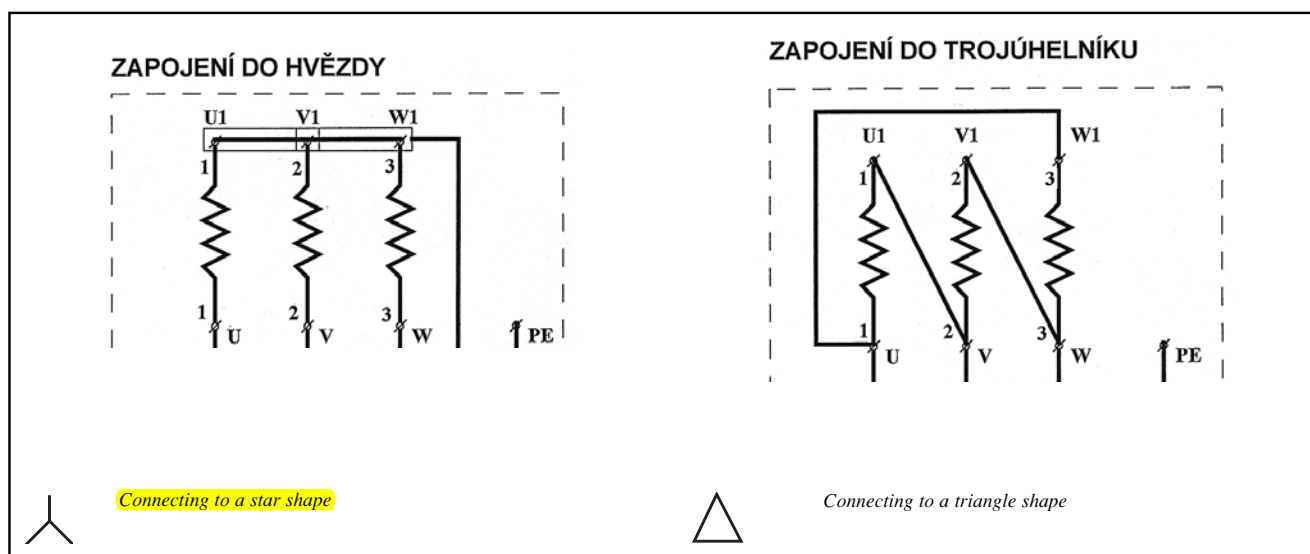 ZAPOJENÍ DO HVĚZDY
U1 V1 W1
1 2 3
1 2 3
U V W PE
Connecting to a star shape
ZAPOJENÍ DO TROJÚHELNÍKU
U1 V1 W1
1 2 3
1 2 3
U V W PE
Connecting to a triangle shape